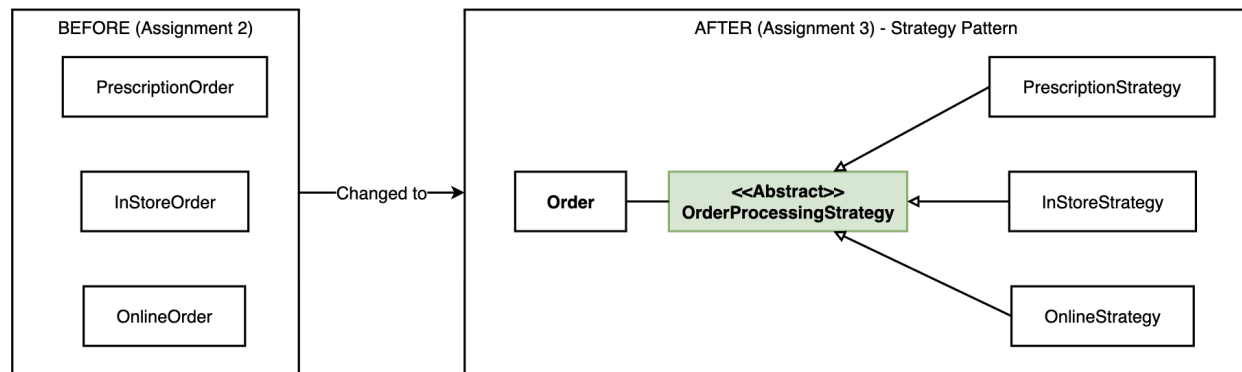 BEFORE (Assignment 2)
PrescriptionOrder
InStoreOrder
OnlineOrder
Changed to
AFTER (Assignment 3) - Strategy Pattern
Order
<<Abstract>>
OrderProcessingStrategy
PrescriptionStrategy
InStoreStrategy
OnlineStrategy